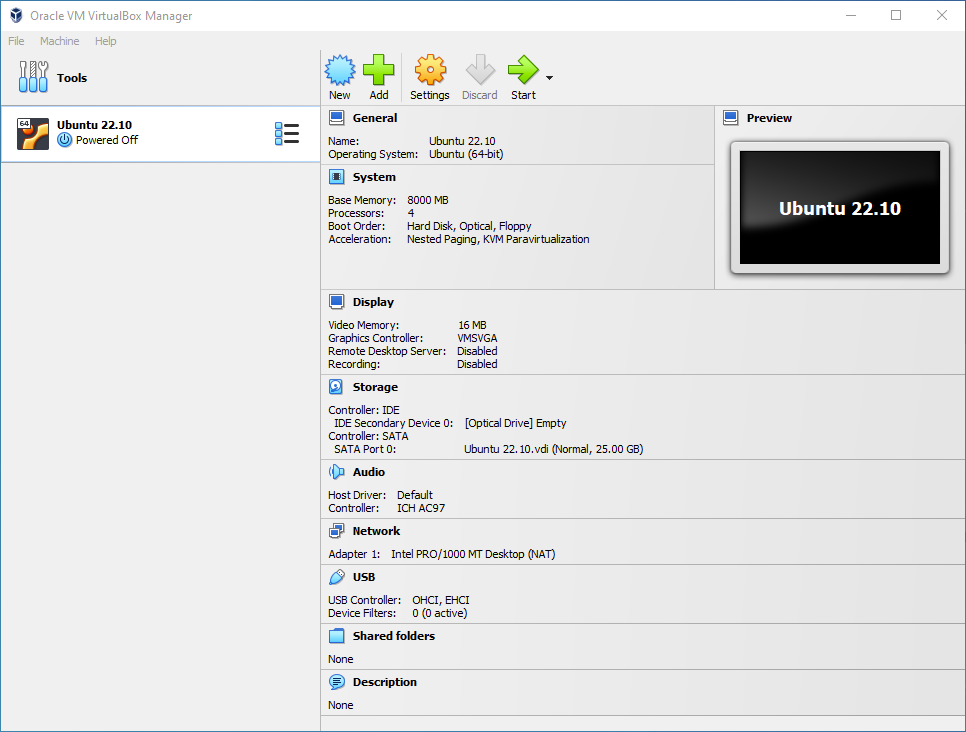 Oracle VM VirtualBox Manager
File Machine Help
Tools
New Add Settings Discard Start
64
Ubuntu 22.10
Powered Off
General
Name: Ubuntu 22.10
Operating System: Ubuntu (64-bit)
Preview
Ubuntu 22.10
System
Base Memory: 8000 MB
Processors: 4
Boot Order: Hard Disk, Optical, Floppy
Acceleration: Nested Paging, KVM Paravirtualization
Display
Video Memory: 16 MB
Graphics Controller: VMSVGA
Remote Desktop Server: Disabled
Recording: Disabled
Storage
Controller: IDE
IDE Secondary Device 0: [Optical Drive] Empty
Controller: SATA
SATA Port 0: Ubuntu 22.10.vdi (Normal, 25.00 GB)
Audio
Host Driver: Default
Controller: ICH AC97
Network
Adapter 1: Intel PRO/1000 MT Desktop (NAT)
USB
USB Controller: OHCI, EHCI
Device Filters: 0 (0 active)
Shared folders
None
Description
None